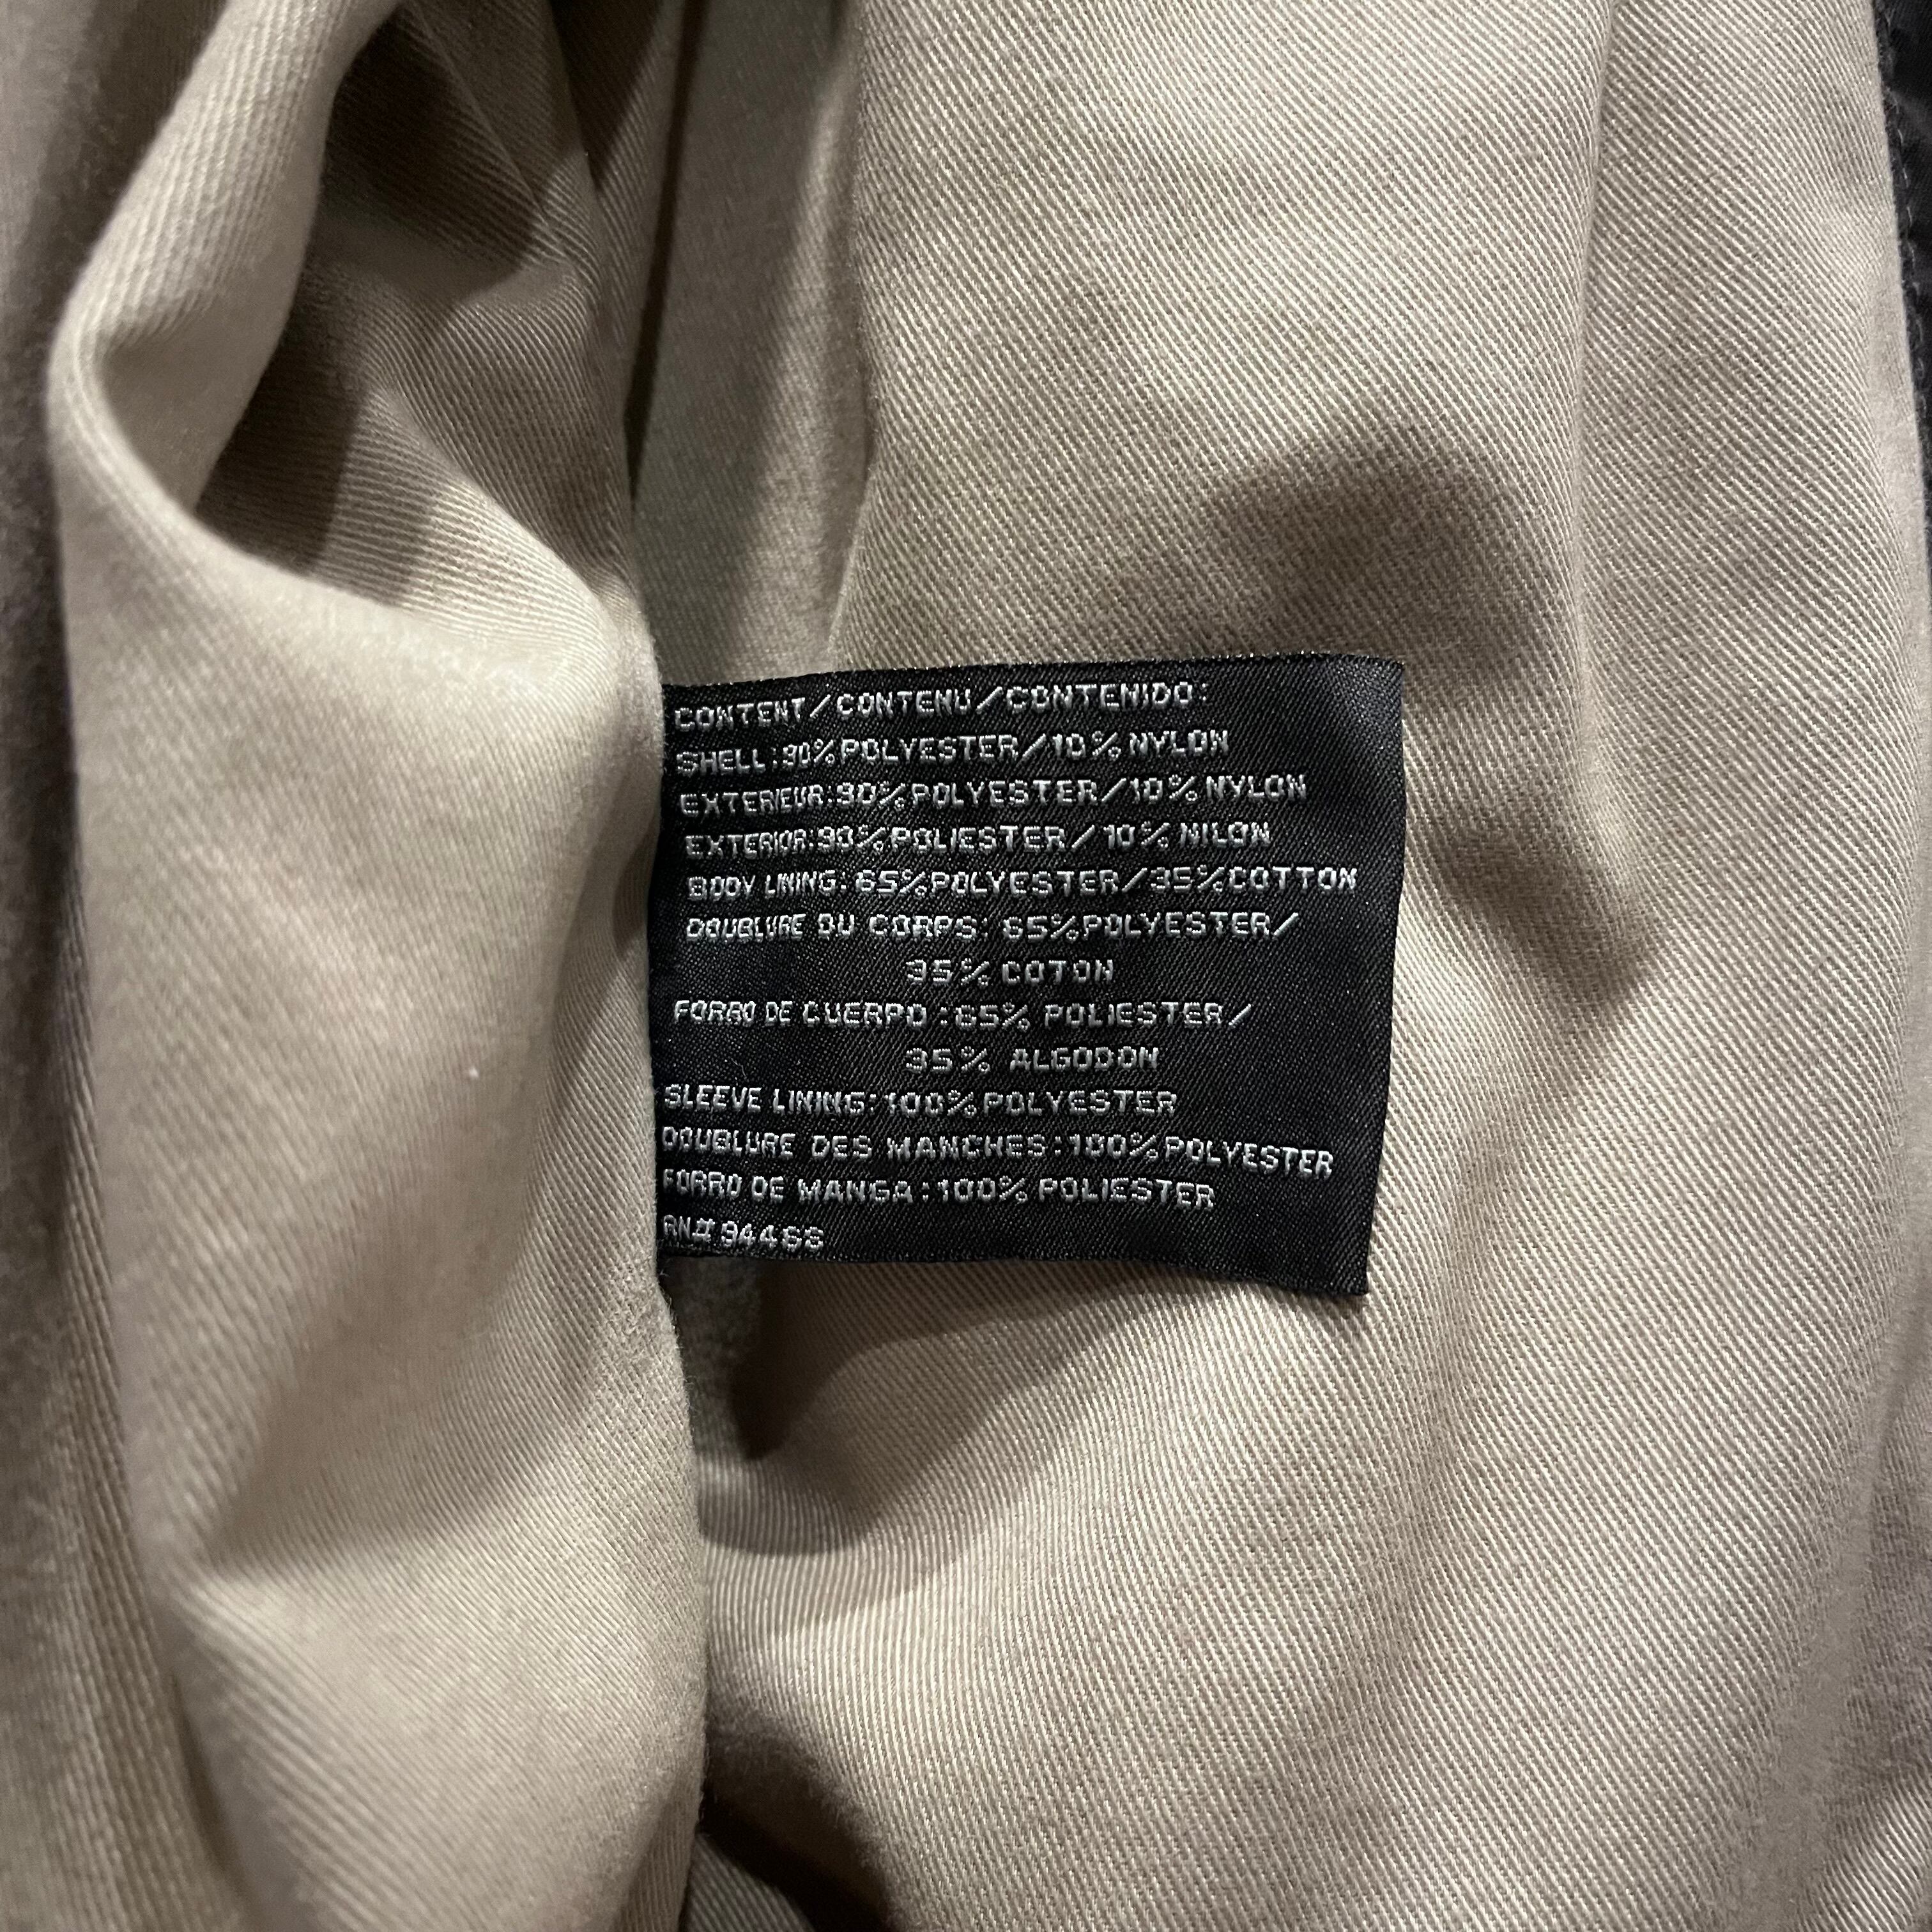 CONTENT/CONTENU/CONTENIDO:
SHELL:90%POLYESTER/10%NYLON
EXTERIEUR:90%POLYESTER/10%NYLON
EXTERIOR:90%POLIESTER/10%NILON
BODY LINING:65%POLYESTER/35%COTTON
DOUBLURE DU CORPS:65%POLYESTER/
35% COTON
FORRO DE CUERPO:65% POLIESTER/
35% ALGODON
SLEEVE LINING:100%POLYESTER
DOUBLURE DES MANCHES:100%POLYESTER
FORRO DE MANGA:100% POLIESTER